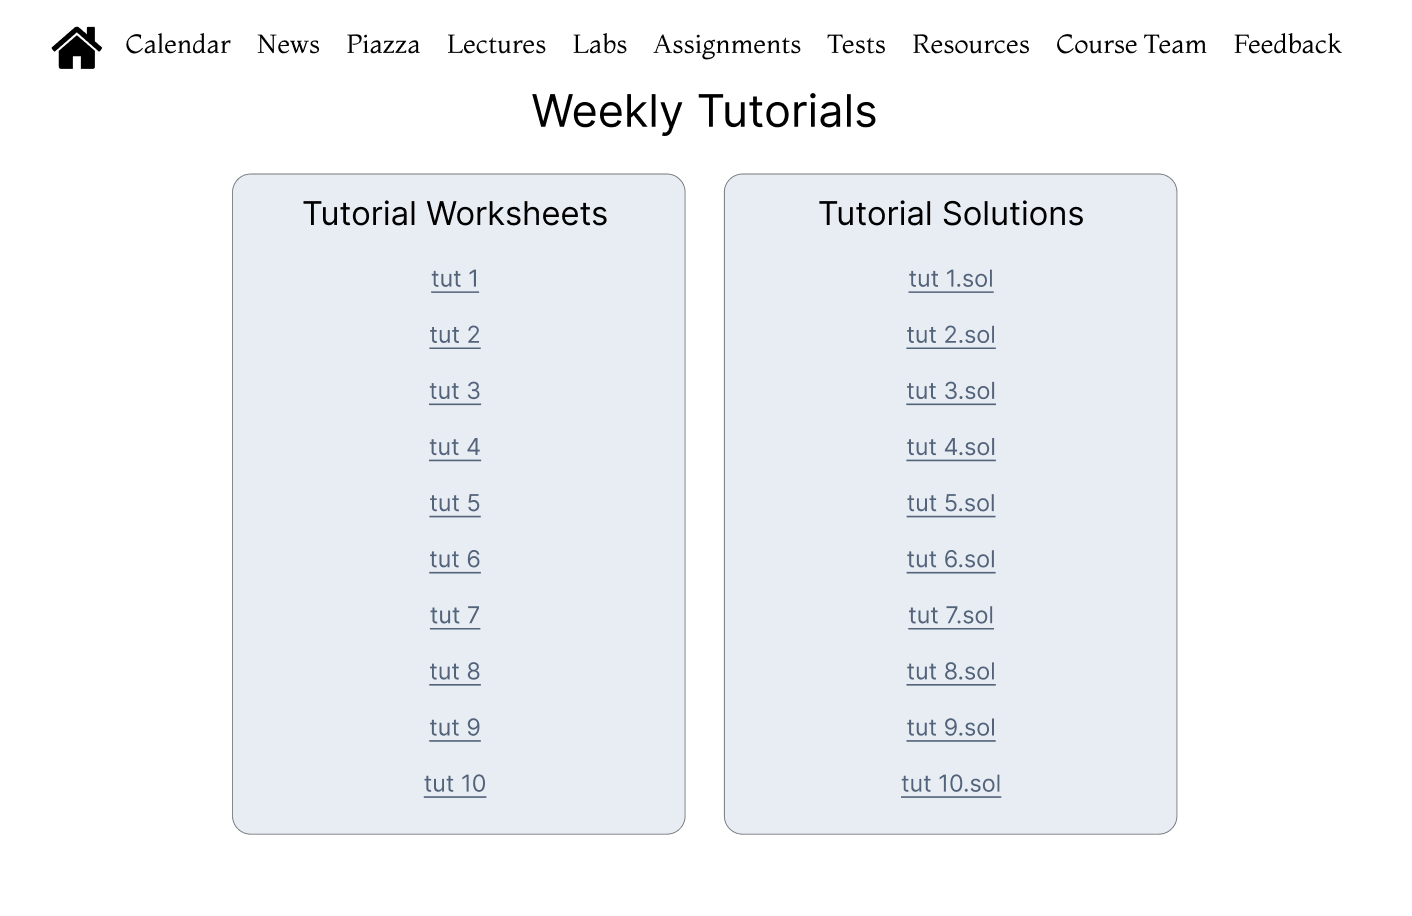 Calendar News Piazza Lectures Labs Assignments Tests Resources Course Team Feedback
Weekly Tutorials
Tutorial Worksheets
tut 1
tut 2
tut 3
tut 4
tut 5
tut 6
tut 7
tut 8
tut 9
tut 10
Tutorial Solutions
tut 1.sol
tut 2.sol
tut 3.sol
tut 4.sol
tut 5.sol
tut 6.sol
tut 7.sol
tut 8.sol
tut 9.sol
tut 10.sol